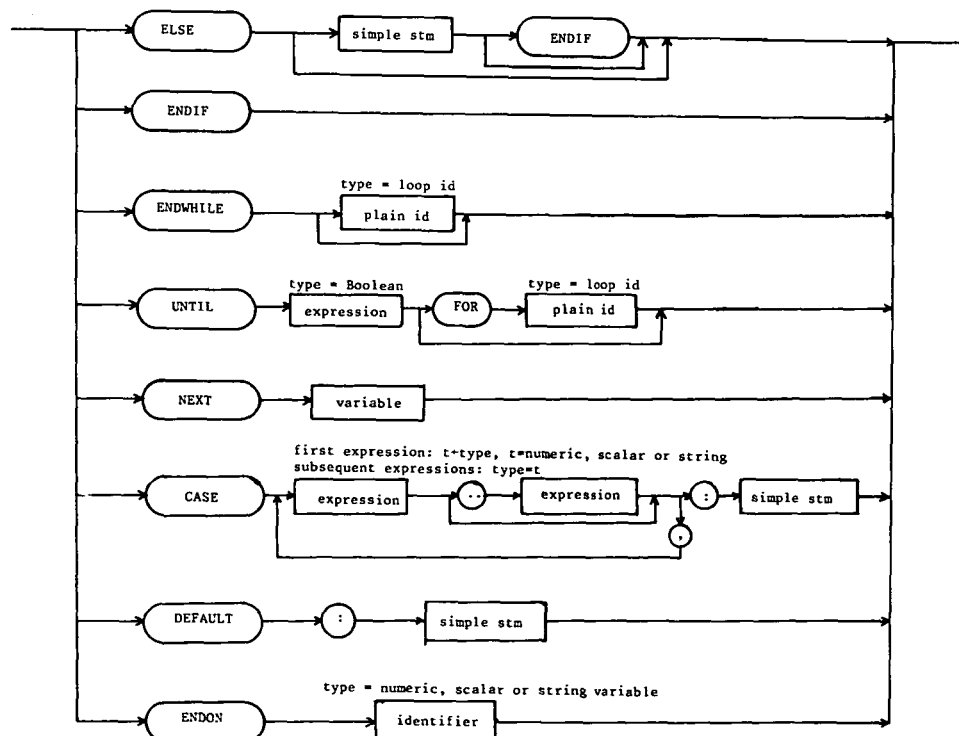 ELSE simple stm ENDIF
ENDIF
type = loop id
ENDWHILE plain id
type = Boolean type = loop id
UNTIL expression FOR plain id
NEXT variable
first expression: t+type, t=numeric, scalar or string
subsequent expressions: type=t
CASE expression .. expression : simple stm
,
DEFAULT : simple stm
type = numeric, scalar or string variable
ENDON identifier